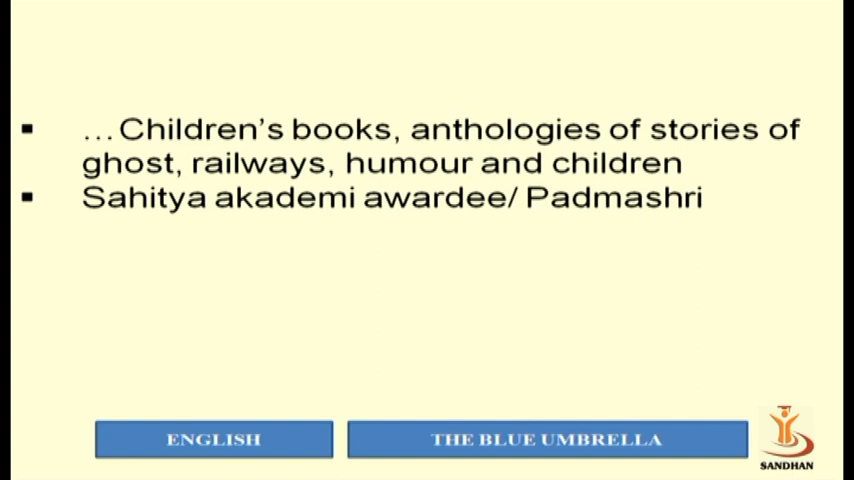 ▪ …Children’s books, anthologies of stories of
ghost, railways, humour and children
▪ Sahitya akademi awardee/ Padmashri
ENGLISH
THE BLUE UMBRELLA
SANDHAN